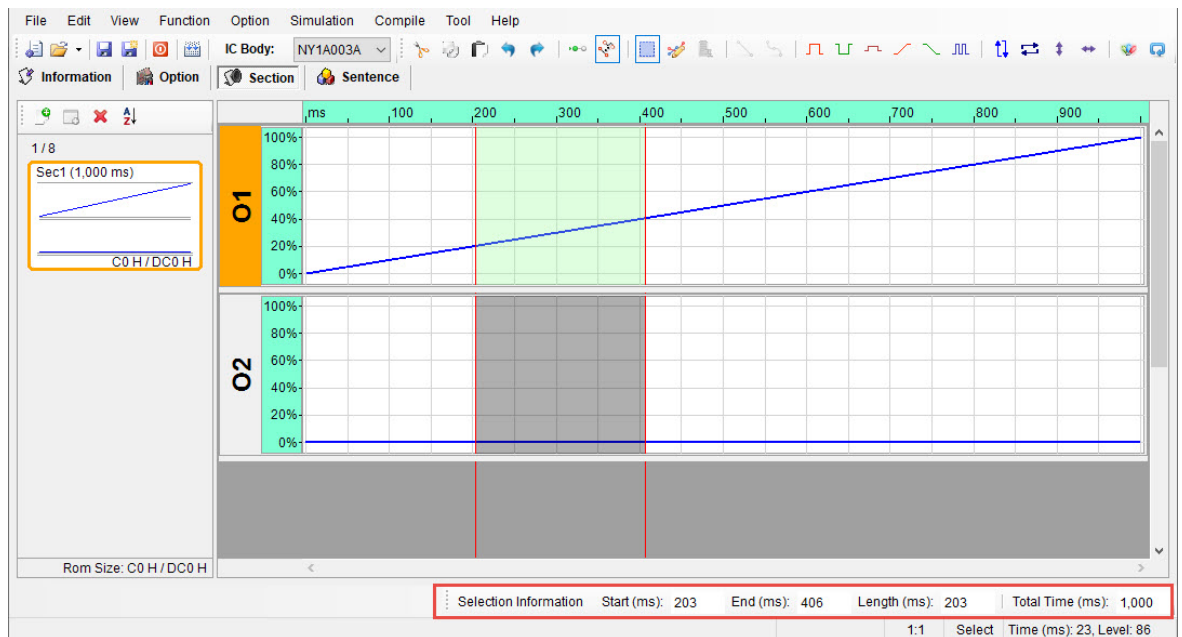 File Edit View Function Option Simulation Compile Tool Help
IC Body: NY1A003A
Information Option Section Sentence
1 / 8
Sec1 (1,000 ms)
C0 H / DC0 H
Rom Size: C0 H / DC0 H
ms 100 200 300 400 500 600 700 800 900
O1
100%
80%
60%
40%
20%
0%
O2
100%
80%
60%
40%
20%
0%
Selection Information Start (ms): 203 End (ms): 406 Length (ms): 203 Total Time (ms): 1,000
1:1 Select Time (ms): 23, Level: 86